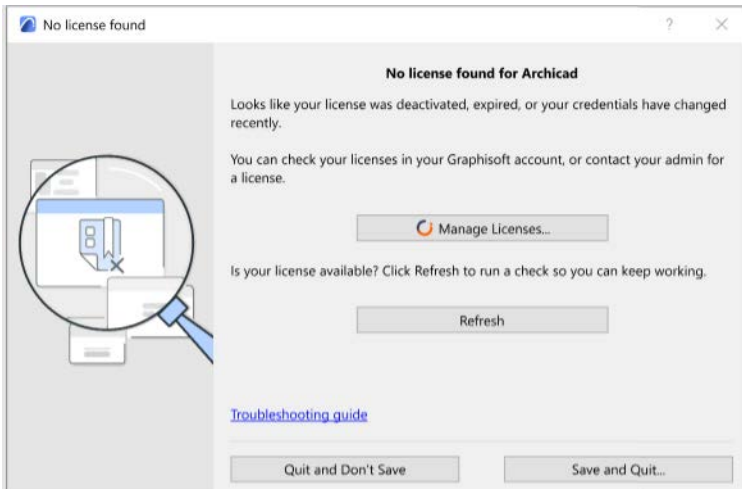 No license found
?
No license found for Archicad
Looks like your license was deactivated, expired, or your credentials have changed
recently.
You can check your licenses in your Graphisoft account, or contact your admin for
a license.
Manage Licenses...
Is your license available? Click Refresh to run a check so you can keep working.
Refresh
Troubleshooting guide
Quit and Don't Save
Save and Quit...